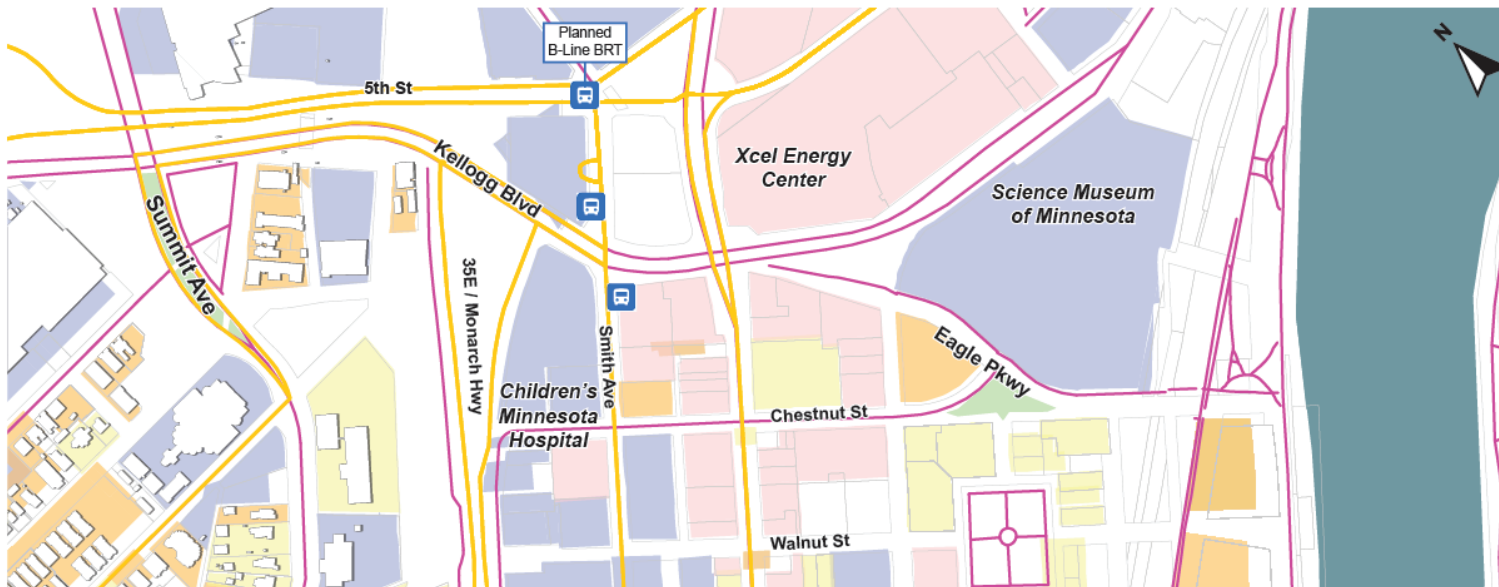 Planned
B-Line BRT
N
5th St
Kellogg Blvd
Xcel Energy
Center
Science Museum
of Minnesota
Summit Ave
35E / Monarch Hwy
Smith Ave
Eagle Pkwy
Children's
Minnesota
Hospital
Chestnut St
Walnut St